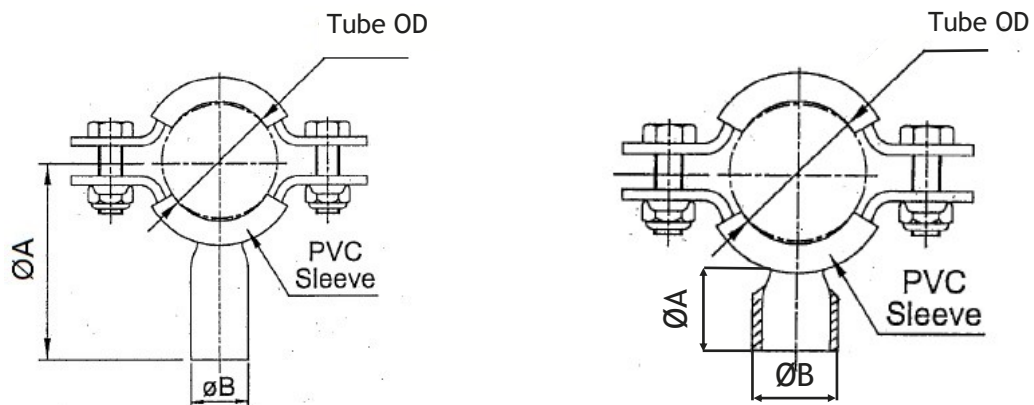 Tube OD
ØA
PVC
Sleeve
øB
Tube OD
ØA
PVC
Sleeve
ØB